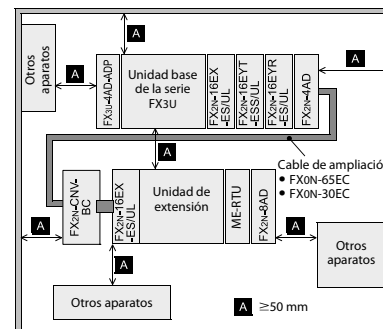 A
Otros
aparatos
A
FX3U-4AD-ADP
Unidad base
de la serie
FX3U
FX2N-16EX
-ES/UL
FX2N-16EYT
-ESS/UL
FX2N-16EYR
-ES/UL
FX2N-4AD
A
A
Cable de ampliació
• FX0N-65EC
• FX0N-30EC
FX2N-CNV-
BC
FX2N-16EX
-ES/UL
Unidad de
extensión
ME-RTU
FX2N-8AD
A
A
A
Otros
aparatos
Otros aparatos
A ≥50 mm